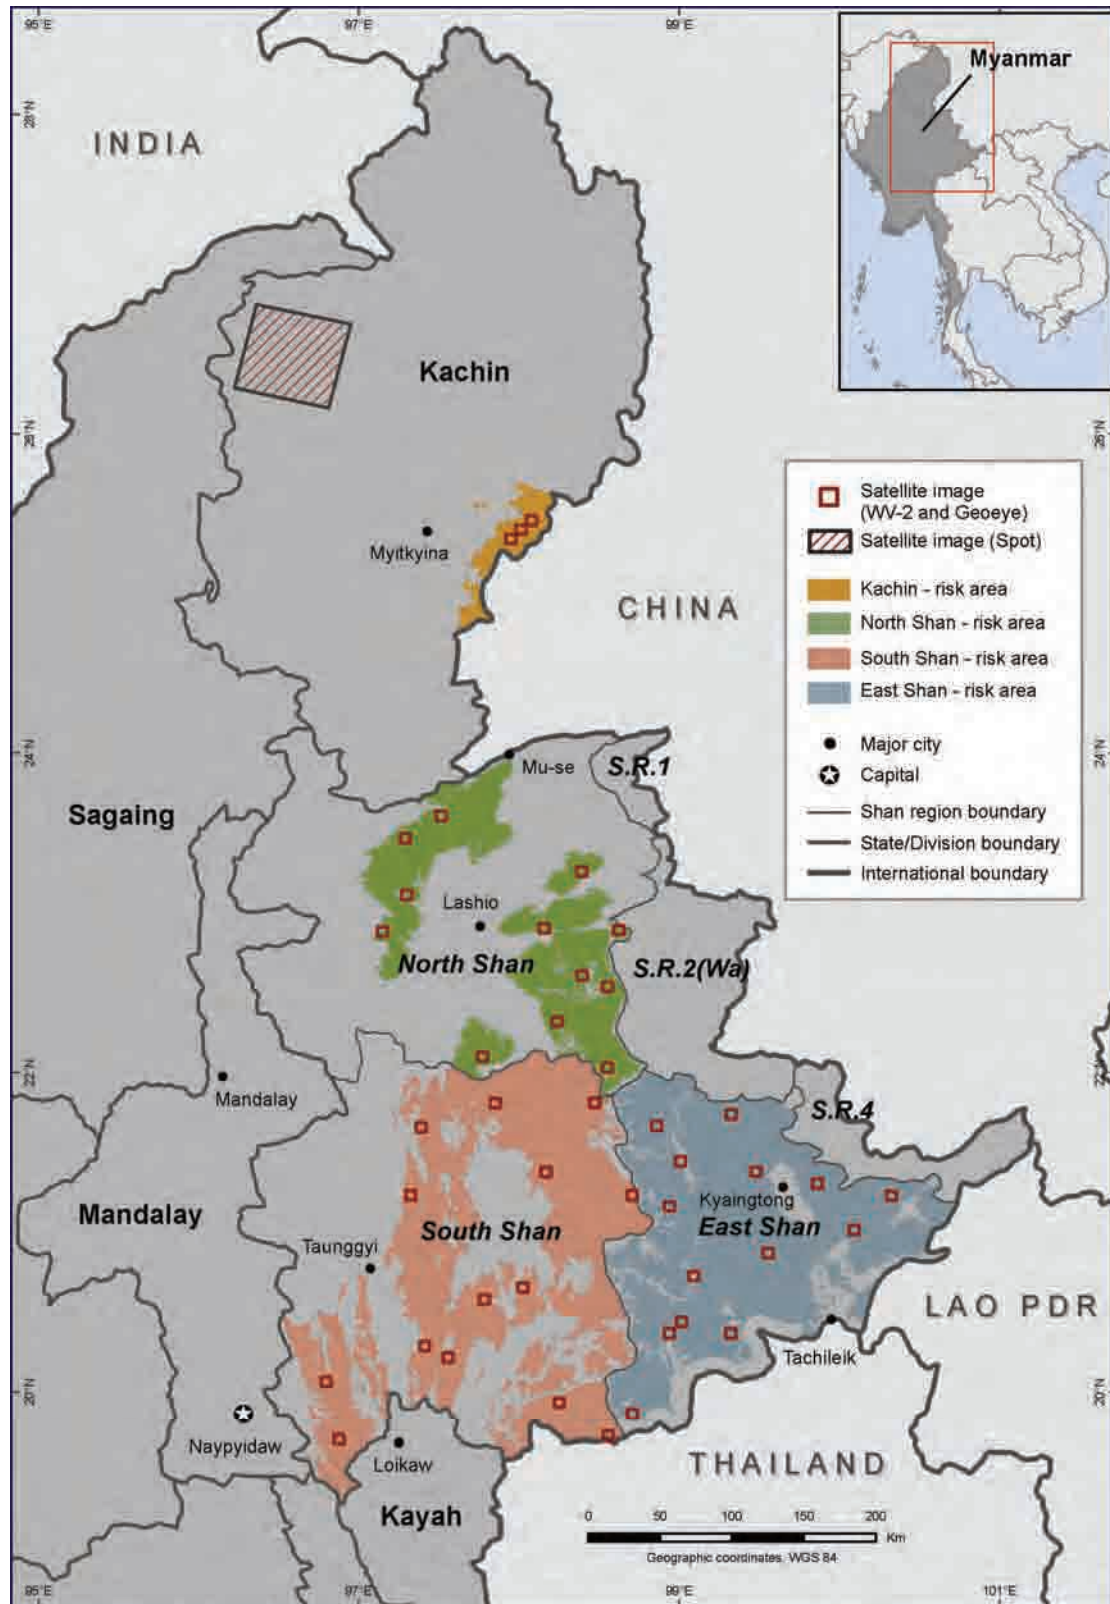 95°E
97°E
99°E
28°N
INDIA
Myanmar
Kachin
26°N
26°N
Satellite image
(WV-2 and Geoeye)
Satellite image (Spot)
Myitkyina
Kachin - risk area
CHINA
North Shan - risk area
South Shan - risk area
East Shan - risk area
24°N
24°N
Major city
Mu-se
S.R.1
Capital
Sagaing
Shan region boundary
State/Division boundary
International boundary
Lashio
North Shan
S.R.2(Wa)
22°N
22°N
Mandalay
S.R.4
Mandalay
Kyaingtong
South Shan
East Shan
Taunggyi
LAO PDR
Tachileik
20°N
20°N
Naypyidaw
Loikaw
THAILAND
Kayah
0 50 100 150 200
Km
Geographic coordinates. WGS 84
95°E
97°E
99°E
101°E